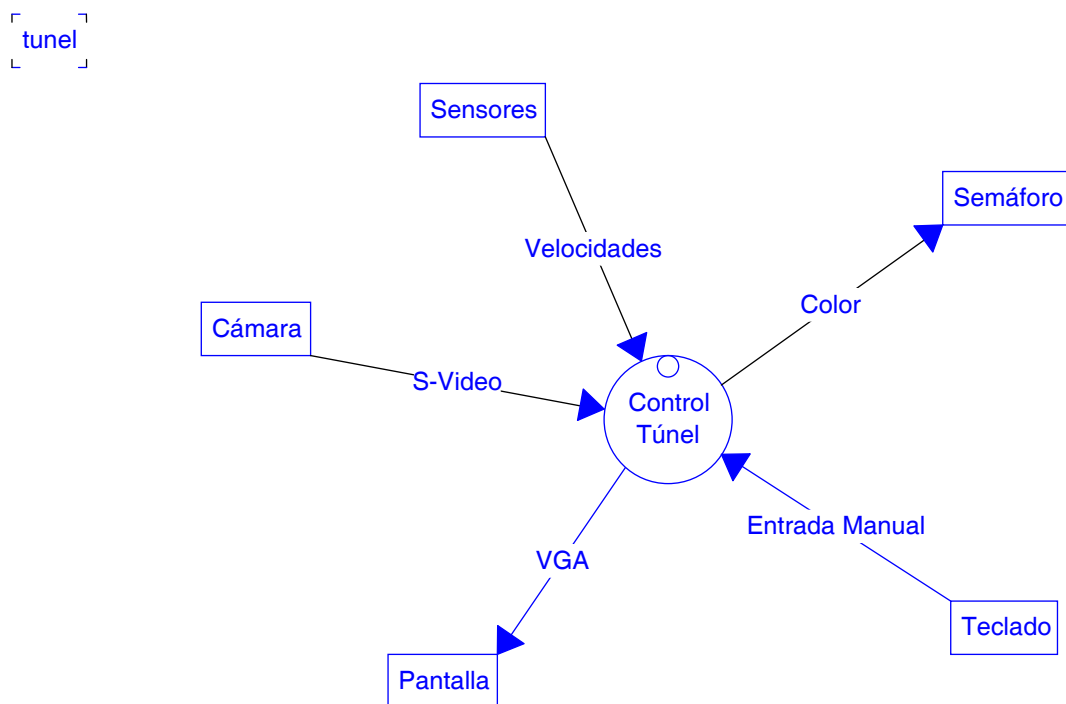 tunel
Sensores
Semáforo
Velocidades
Color
Cámara
S-Video
Control
Túnel
Entrada Manual
VGA
Teclado
Pantalla